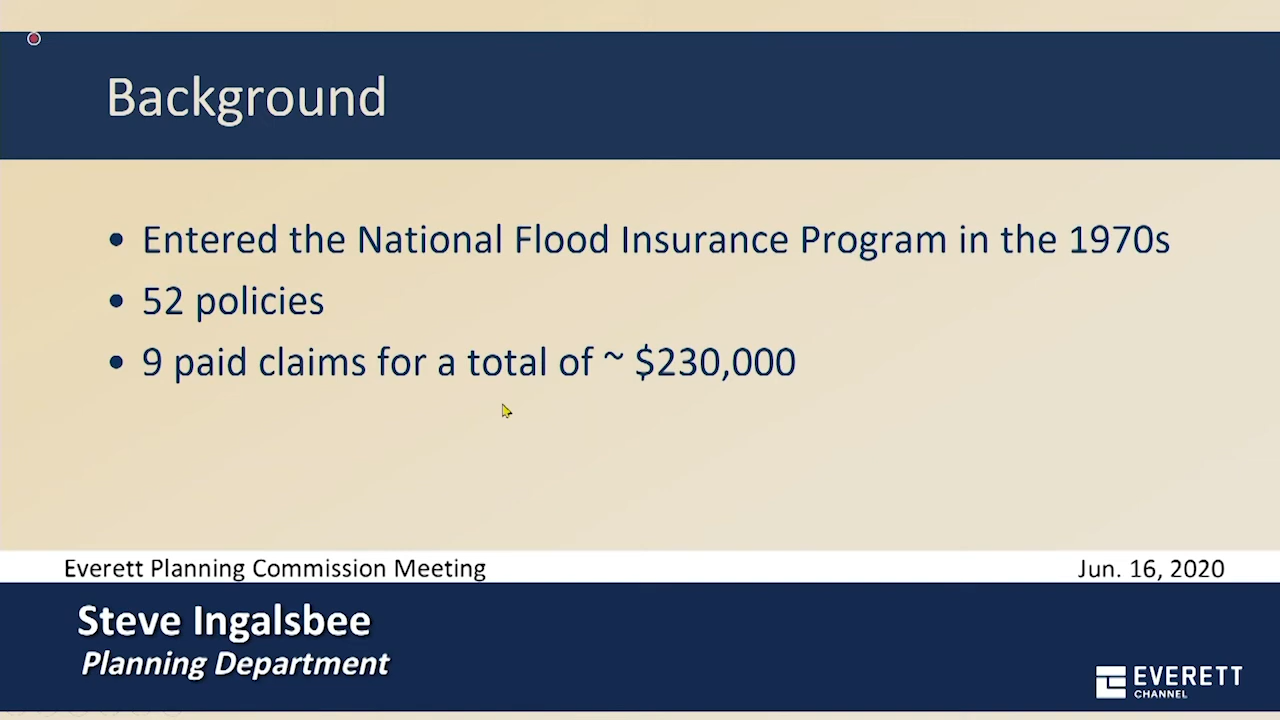 Background
• Entered the National Flood Insurance Program in the 1970s
• 52 policies
• 9 paid claims for a total of ~ $230,000
Everett Planning Commission Meeting
Jun. 16, 2020
Steve Ingalsbee
Planning Department
EVERETT
CHANNEL